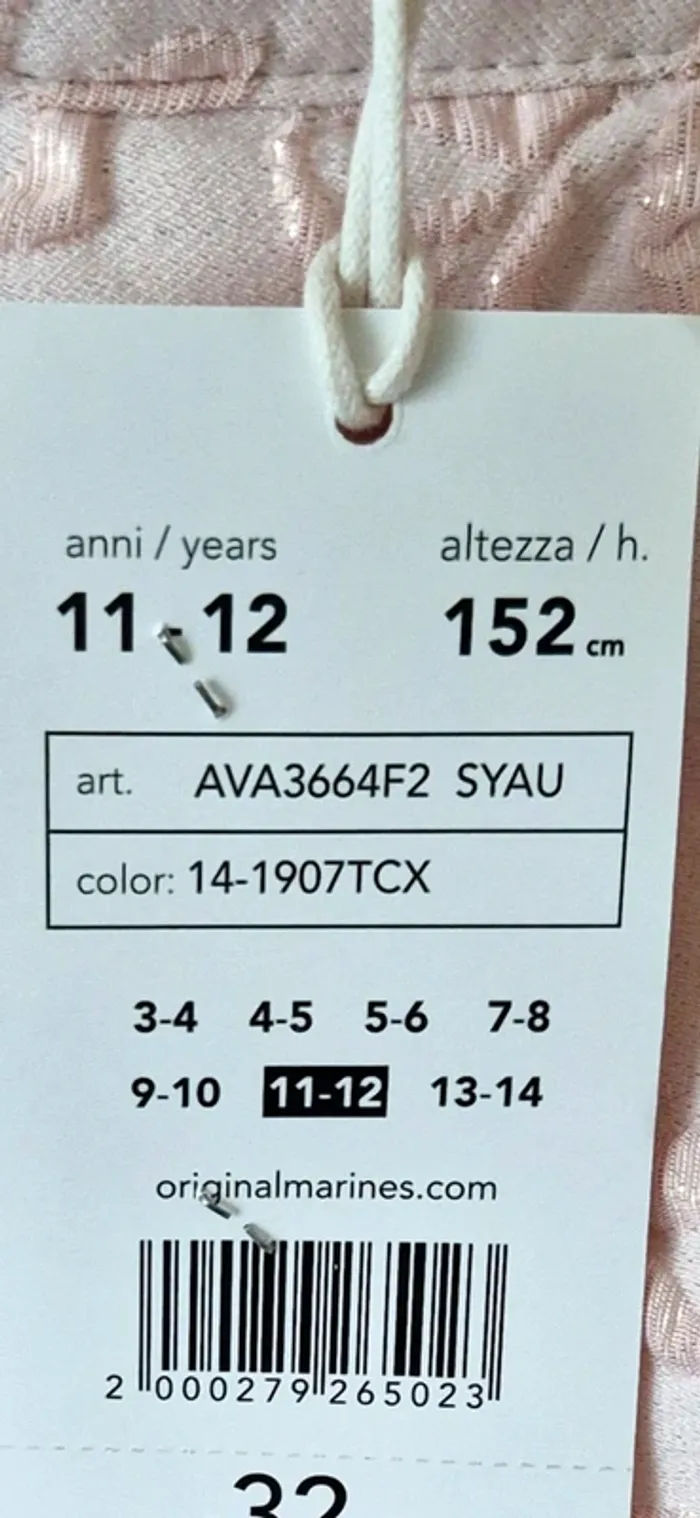 anni / years altezza / h.
11-12 152 cm
art. AVA3664F2 SYAU
color: 14-1907TCX
3-4 4-5 5-6 7-8
9-10 11-12 13-14
originalmarines.com
2 000279 265023
32